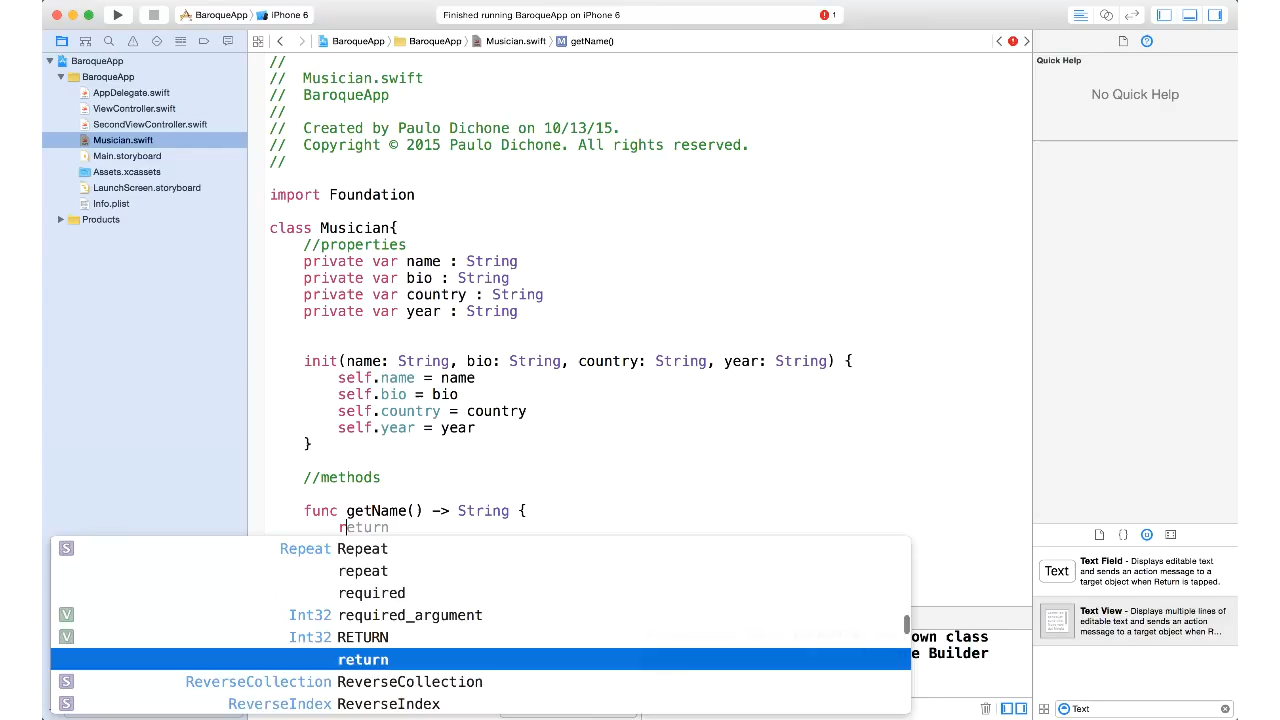 BaroqueApp iPhone 6
Finished running BaroqueApp on iPhone 6
1
BaroqueApp BaroqueApp Musician.swift M getName()
BaroqueApp
BaroqueApp
AppDelegate.swift
ViewController.swift
SecondViewController.swift
Musician.swift
Main.storyboard
Assets.xcassets
LaunchScreen.storyboard
Info.plist
Products
//
// Musician.swift
// BaroqueApp
//
// Created by Paulo Dichone on 10/13/15.
// Copyright © 2015 Paulo Dichone. All rights reserved.
//
import Foundation
class Musician{
//properties
private var name : String
private var bio : String
private var country : String
private var year : String
init(name: String, bio: String, country: String, year: String) {
self.name = name
self.bio = bio
self.country = country
self.year = year
}
//methods
func getName() -> String {
return
S Repeat Repeat
repeat
required
V Int32 required_argument
V Int32 RETURN
return
S ReverseCollection ReverseCollection
S ReverseIndex ReverseIndex
own class
e Builder
Quick Help
No Quick Help
Text
Text Field - Displays editable text
and sends an action message to a
target object when Return is tapped.
Text View - Displays multiple lines
of editable text and sends an action
message to a target object when R...
Text